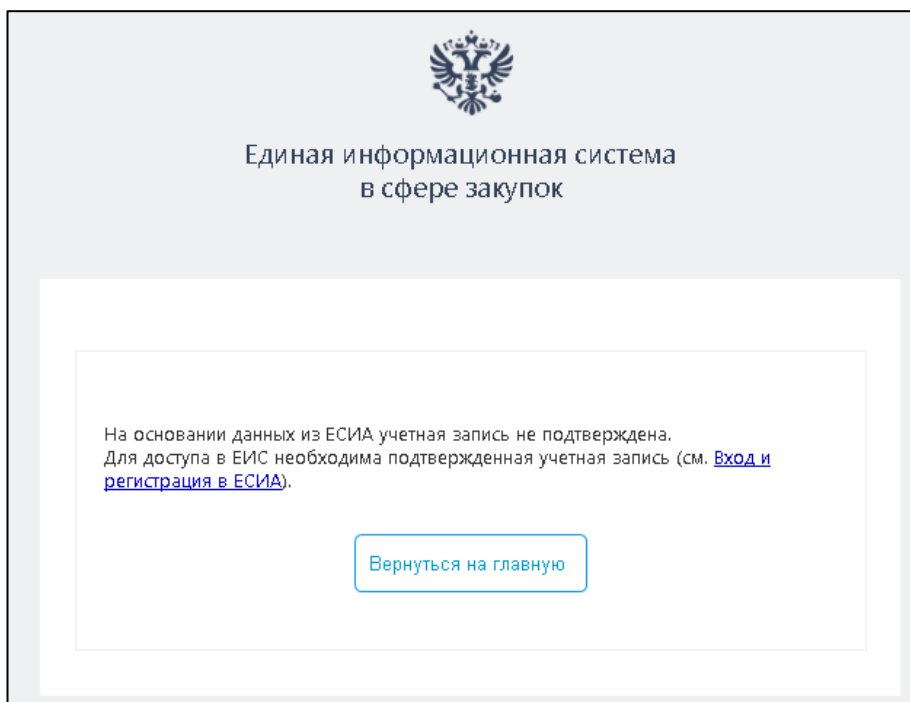 Единая информационная система
в сфере закупок
На основании данных из ЕСИА учетная запись не подтверждена.
Для доступа в ЕИС необходима подтвержденная учетная запись (см. Вход и
регистрация в ЕСИА).
Вернуться на главную